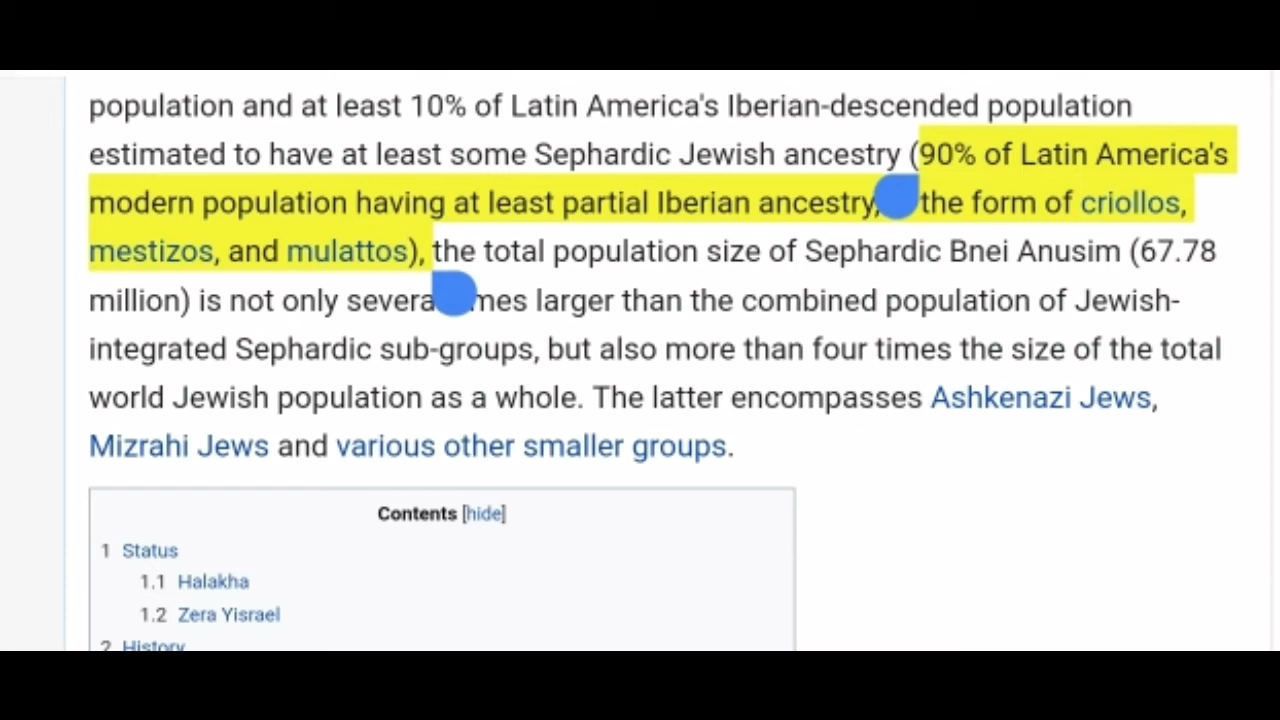 population and at least 10% of Latin America's Iberian-descended population
estimated to have at least some Sephardic Jewish ancestry (90% of Latin America's
modern population having at least partial Iberian ancestry, the form of criollos,
mestizos, and mulattos), the total population size of Sephardic Bnei Anusim (67.78
million) is not only severa mes larger than the combined population of Jewish-
integrated Sephardic sub-groups, but also more than four times the size of the total
world Jewish population as a whole. The latter encompasses Ashkenazi Jews,
Mizrahi Jews and various other smaller groups.
Contents [hide]
1 Status
1.1 Halakha
1.2 Zera Yisrael
2 History